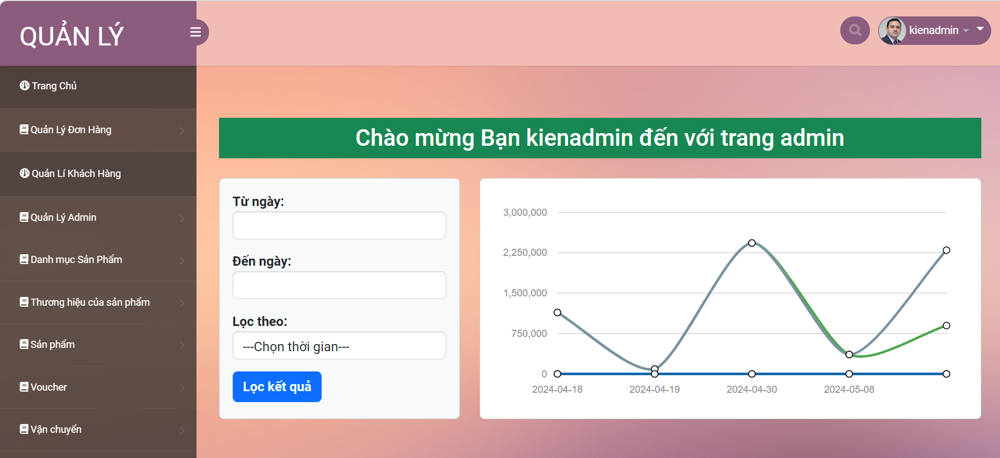 QUẢN LÝ
kienadmin
Trang Chủ
Quản Lý Đơn Hàng
Quản Lí Khách Hàng
Quản Lý Admin
Danh mục Sản Phẩm
Thương hiệu của sản phẩm
Sản phẩm
Voucher
Vận chuyển
Chào mừng Bạn kienadmin đến với trang admin
Từ ngày:
Đến ngày:
Lọc theo:
---Chọn thời gian---
Lọc kết quả
3,000,000
2,250,000
1,500,000
750,000
0
2024-04-18 2024-04-19 2024-04-30 2024-05-08